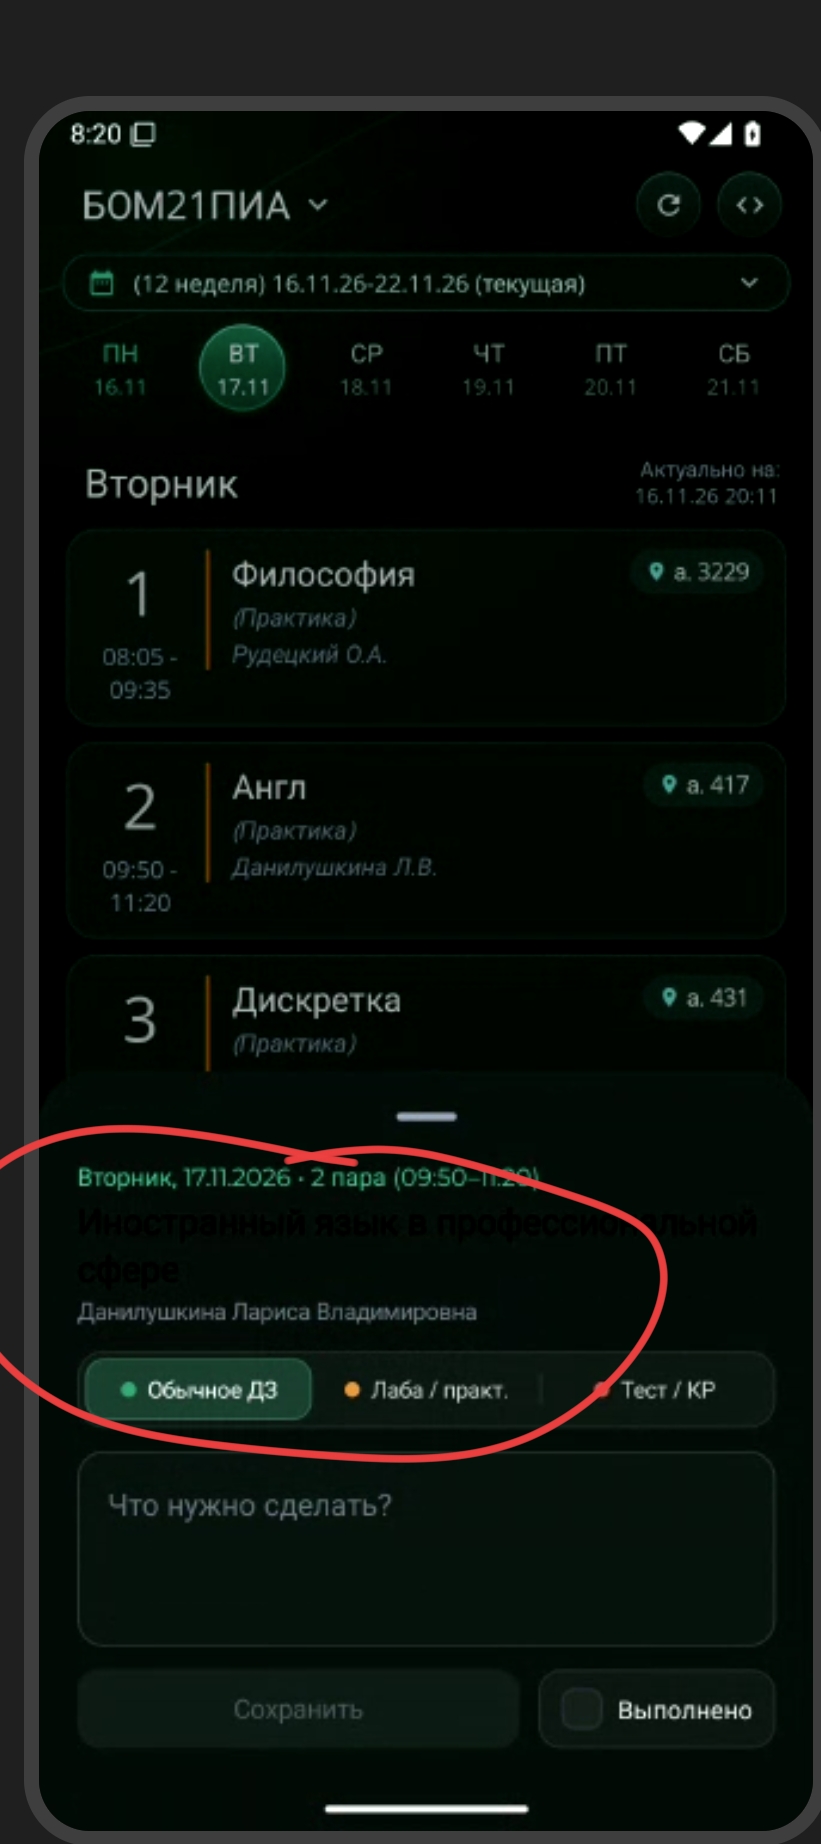 8:20
БОМ21ПИА
(12 неделя) 16.11.26-22.11.26 (текущая)
ПН ВТ СР ЧТ ПТ СБ
16.11 17.11 18.11 19.11 20.11 21.11
Вторник
Актуально на:
16.11.26 20:11
1
08:05 -
09:35
Философия
(Практика)
Рудецкий О.А.
а. 3229
2
09:50 -
11:20
Англ
(Практика)
Данилушкина Л.В.
а. 417
3
Дискретка
(Практика)
а. 431
Вторник, 17.11.2026 · 2 пара (09:50–11:20)
Иностранный язык в профессиональной
сфере
Данилушкина Лариса Владимировна
Обычное ДЗ
Лаба / практ.
Тест / КР
Что нужно сделать?
Сохранить
Выполнено